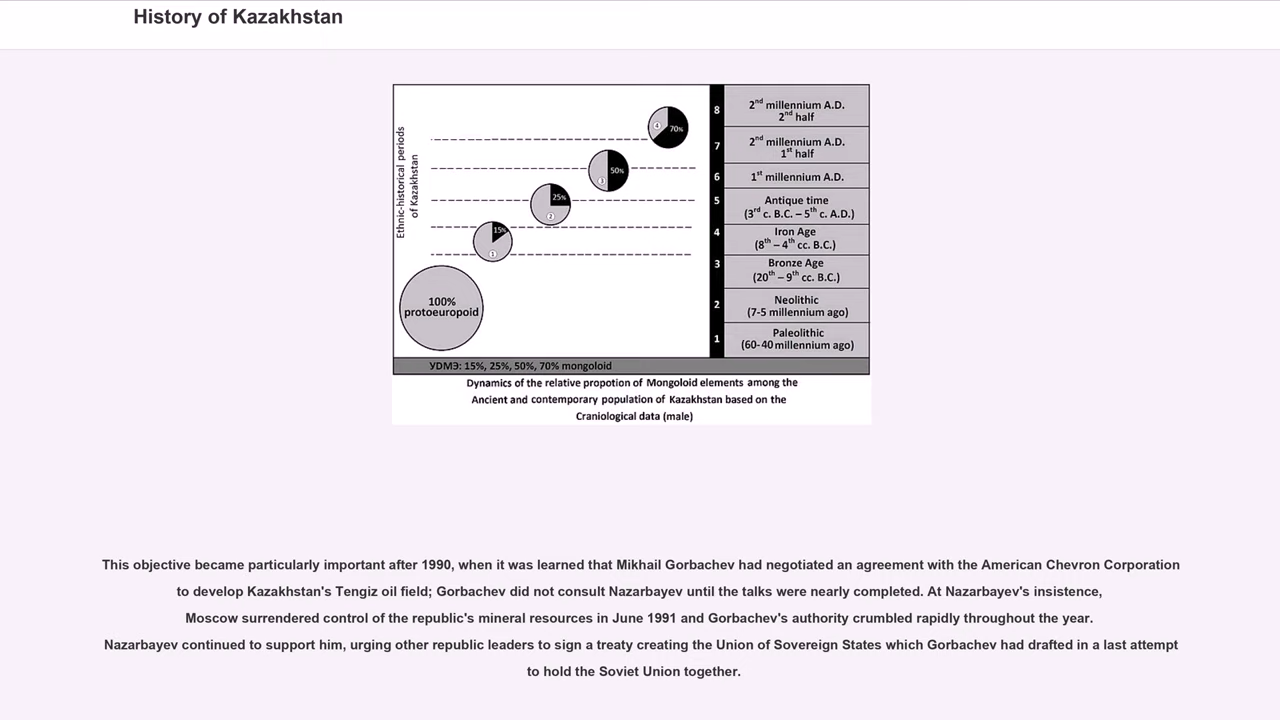 History of Kazakhstan
Ethnic-historical periods
of Kazakhstan
70%
4
50%
3
25%
2
15%
1
100%
protoeuropoid
8
2nd millennium A.D.
2nd half
7
2nd millennium A.D.
1st half
6
1st millennium A.D.
5
Antique time
(3rd c. B.C. – 5th c. A.D.)
4
Iron Age
(8th – 4th cc. B.C.)
3
Bronze Age
(20th – 9th cc. B.C.)
2
Neolithic
(7-5 millennium ago)
1
Paleolithic
(60-40 millennium ago)
УDMЭ: 15%, 25%, 50%, 70% mongoloid
Dynamics of the relative propotion of Mongoloid elements among the
Ancient and contemporary population of Kazakhstan based on the
Craniological data (male)
This objective became particularly important after 1990, when it was learned that Mikhail Gorbachev had negotiated an agreement with the American Chevron Corporation
to develop Kazakhstan's Tengiz oil field; Gorbachev did not consult Nazarbayev until the talks were nearly completed. At Nazarbayev's insistence,
Moscow surrendered control of the republic's mineral resources in June 1991 and Gorbachev's authority crumbled rapidly throughout the year.
Nazarbayev continued to support him, urging other republic leaders to sign a treaty creating the Union of Sovereign States which Gorbachev had drafted in a last attempt
to hold the Soviet Union together.